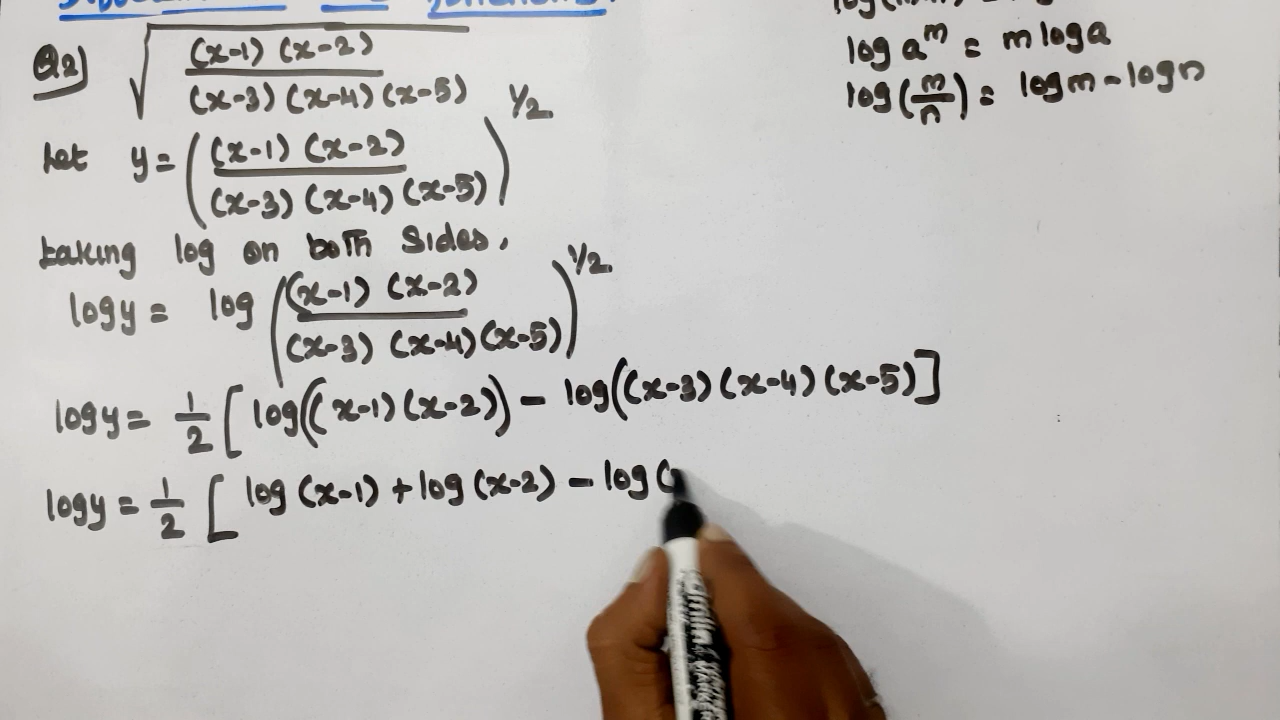 functions.
Q2) √((x-1)(x-2) / (x-3)(x-4)(x-5))
Let y = ((x-1)(x-2) / (x-3)(x-4)(x-5))^1/2
taking log on both sides.
log y = log ((x-1)(x-2) / (x-3)(x-4)(x-5))^1/2
log y = 1/2 [log((x-1)(x-2)) - log((x-3)(x-4)(x-5)]
log y = 1/2 [log(x-1) + log(x-2) - log(
log a^m = m log a
log(m/n) = log m - log n
Camlin